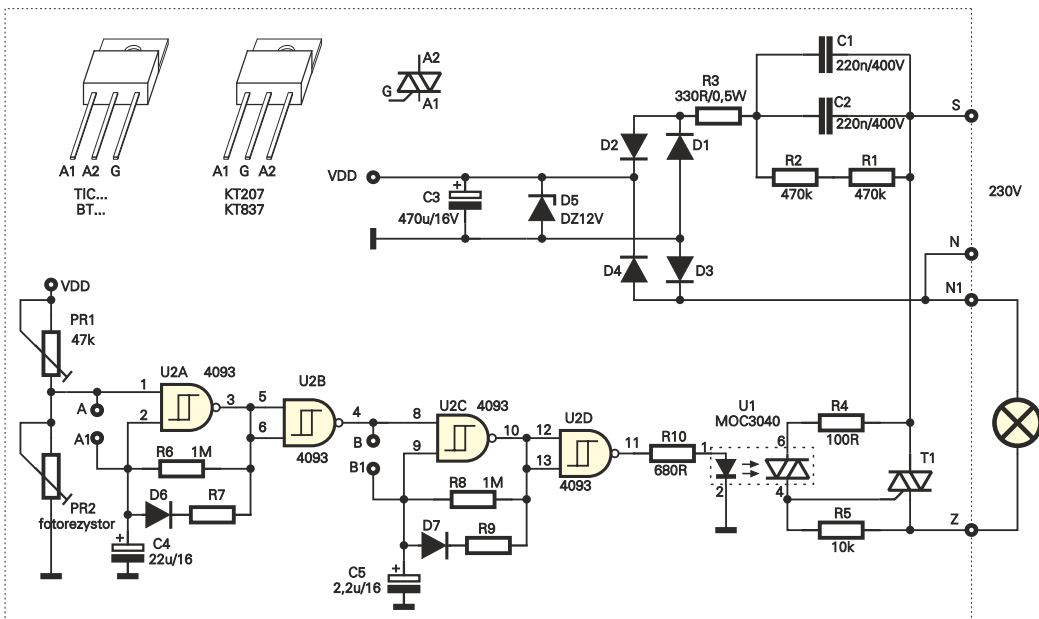 A1 A2 G
TIC...
BT...
A1 G A2
KT207
KT837
A2
G
A1
VDD
C3
470u/16V
+
D5
DZ12V
D2
D1
D4
D3
R3
330R/0,5W
C1
220n/400V
C2
220n/400V
R2
470k
R1
470k
S
230V
N
N1
VDD
PR1
47k
A
A1
PR2
fotorezystor
U2A 4093
1
2
3
R6 1M
D6
R7
+
C4
22u/16
U2B
5
6
4
4093
B
B1
U2C 4093
8
9
10
R8 1M
D7
R9
+
C5
2,2u/16
U2D
12
13
11
4093
R10
680R
U1
MOC3040
1
2
6
4
R4
100R
T1
R5
10k
Z